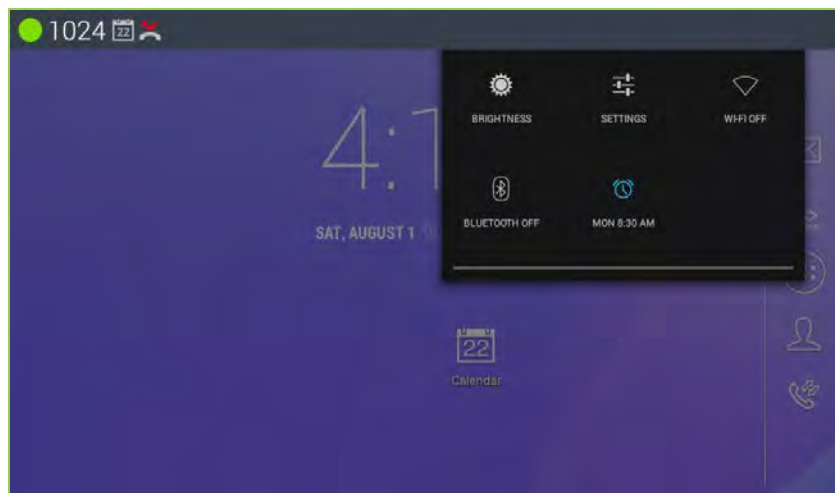 1024 22
BRIGHTNESS SETTINGS WI-FI OFF
4:1
BLUETOOTH OFF MON 8:30 AM
SAT, AUGUST 1
22
Calendar